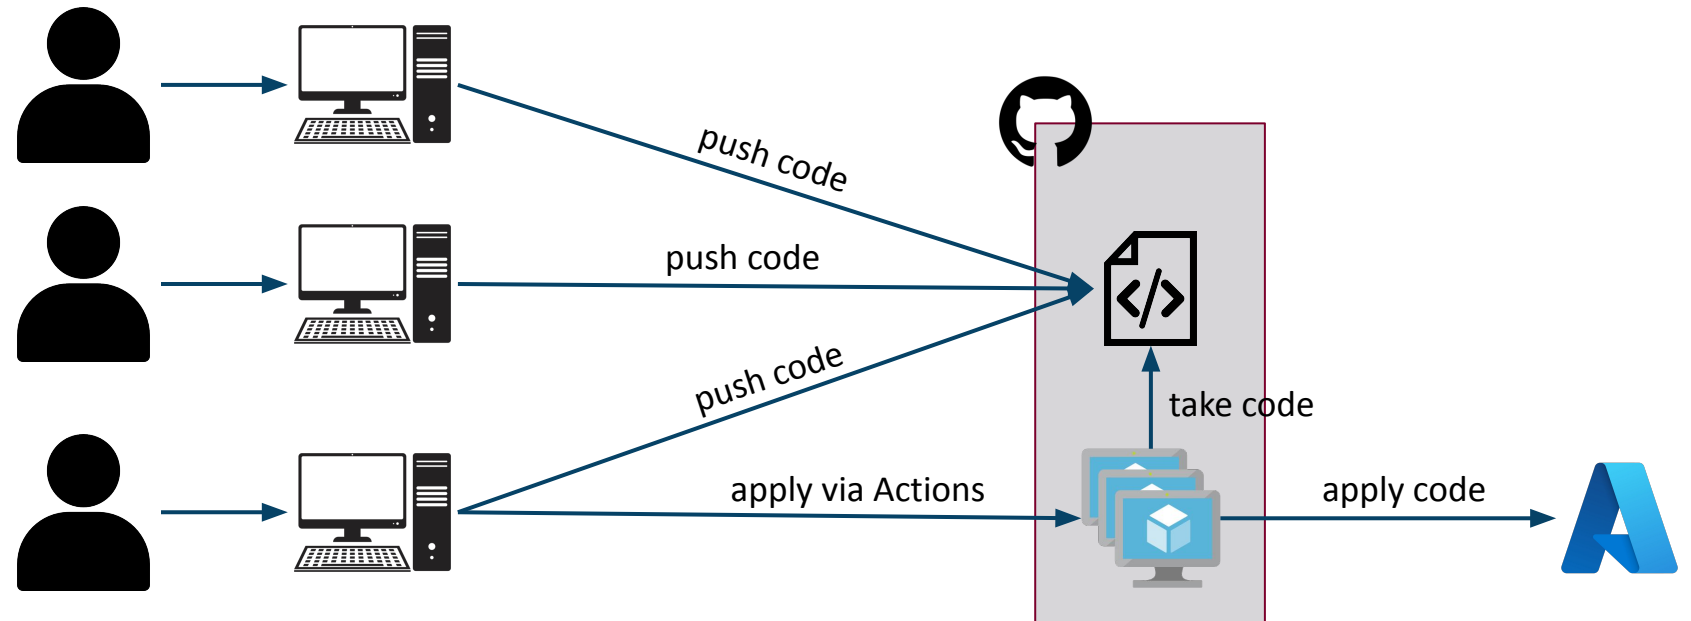 push code
push code
push code
take code
apply via Actions
apply code